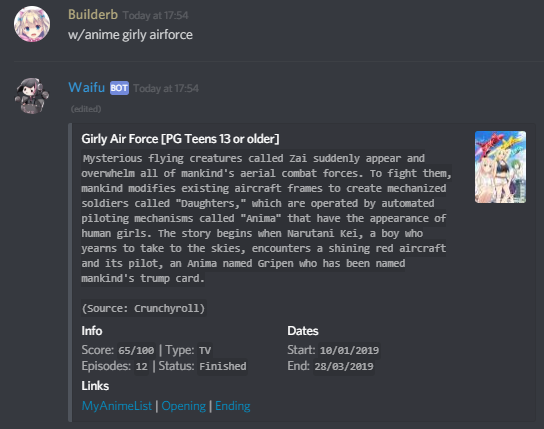 Builderb Today at 17:54
w/anime girly airforce
Waifu BOT Today at 17:54
(edited)
Girly Air Force [PG Teens 13 or older]
Mysterious flying creatures called Zai suddenly appear and
overwhelm all of mankind's aerial combat forces. To fight them,
mankind modifies existing aircraft frames to create mechanized
soldiers called "Daughters," which are operated by automated
piloting mechanisms called "Anima" that have the appearance of
human girls. The story begins when Narutani Kei, a boy who
yearns to take to the skies, encounters a shining red aircraft
and its pilot, an Anima named Gripen who has been named
mankind's trump card.
(Source: Crunchyroll)
Info
Score: 65/100 | Type: TV
Episodes: 12 | Status: Finished
Dates
Start: 10/01/2019
End: 28/03/2019
Links
MyAnimeList | Opening | Ending